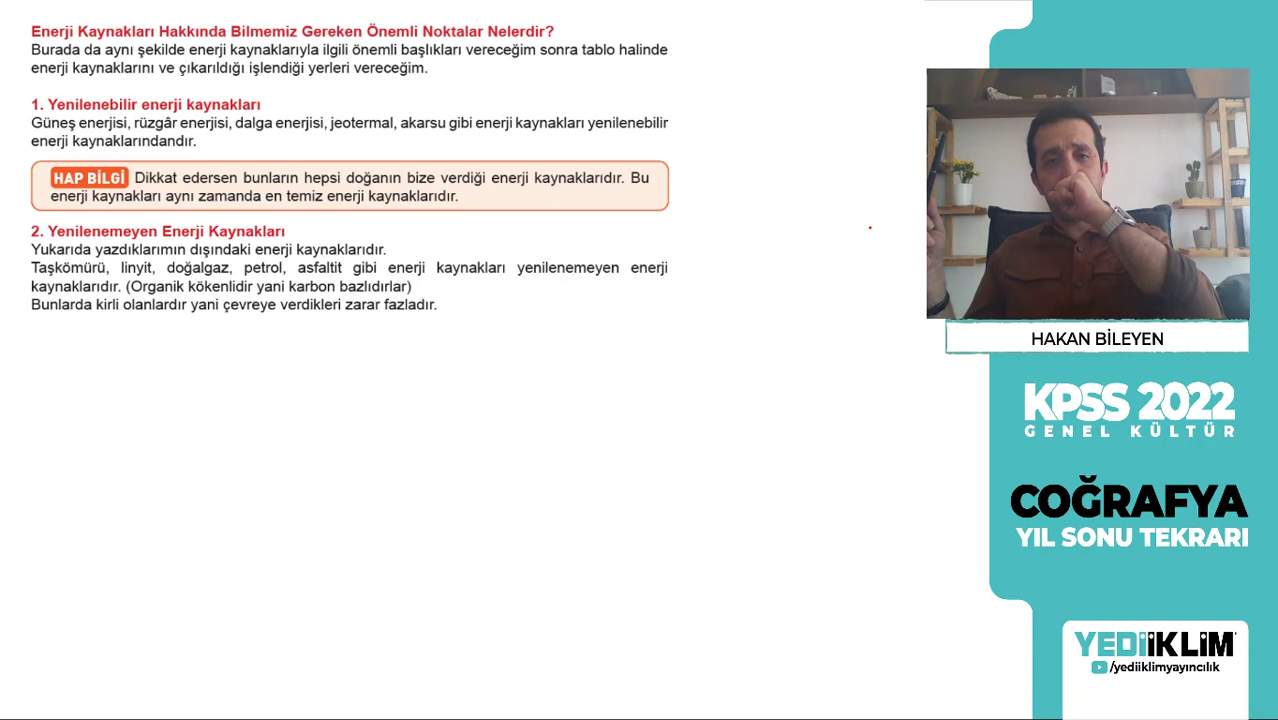 Enerji Kaynakları Hakkında Bilmemiz Gereken Önemli Noktalar Nelerdir?
Burada da aynı şekilde enerji kaynaklarıyla ilgili önemli başlıkları vereceğim sonra tablo halinde
enerji kaynaklarını ve çıkarıldığı işlendiği yerleri vereceğim.
1. Yenilenebilir enerji kaynakları
Güneş enerjisi, rüzgâr enerjisi, dalga enerjisi, jeotermal, akarsu gibi enerji kaynakları yenilenebilir
enerji kaynaklarındandır.
HAP BİLGİ Dikkat edersen bunların hepsi doğanın bize verdiği enerji kaynaklarıdır. Bu
enerji kaynakları aynı zamanda en temiz enerji kaynaklarıdır.
2. Yenilenemeyen Enerji Kaynakları
Yukarıda yazdıklarımın dışındaki enerji kaynaklarıdır.
Taşkömürü, linyit, doğalgaz, petrol, asfaltit gibi enerji kaynakları yenilenemeyen enerji
kaynaklarıdır. (Organik kökenlidir yani karbon bazlıdırlar)
Bunlarda kirli olanlardır yani çevreye verdikleri zarar fazladır.
HAKAN BİLEYEN
KPSS 2022
GENEL KÜLTÜR
COĞRAFYA
YIL SONU TEKRARI
YEDİİKLİM
/yediiklimyayıncılık